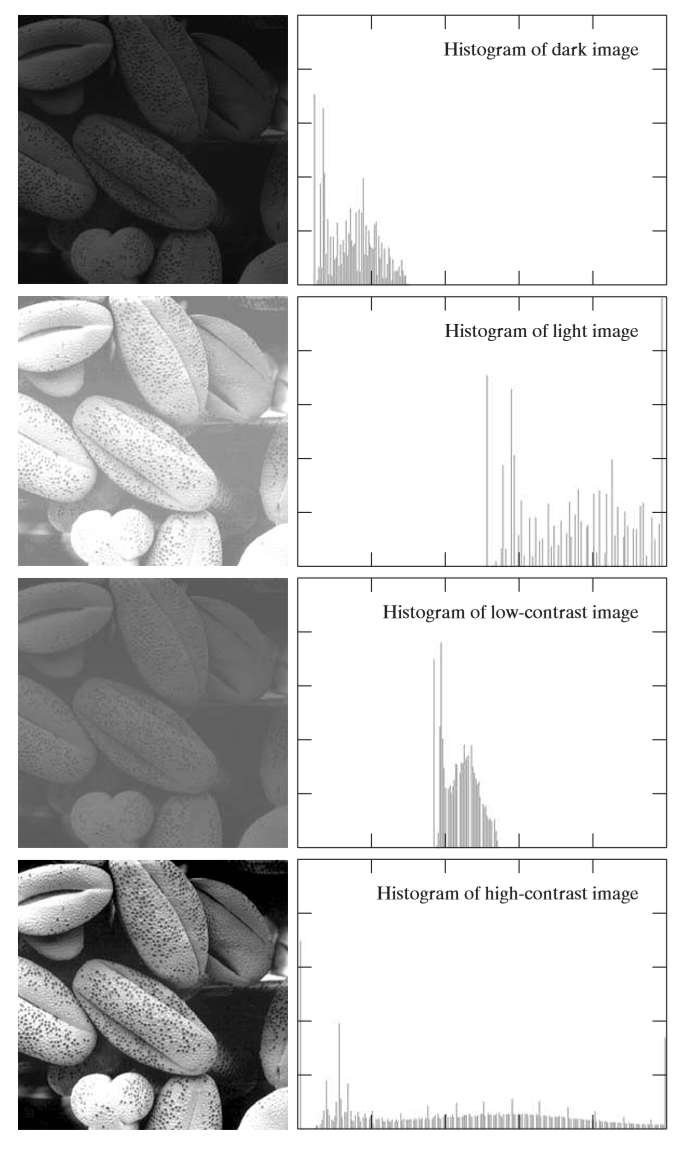 Histogram of dark image
Histogram of light image
Histogram of low-contrast image
Histogram of high-contrast image